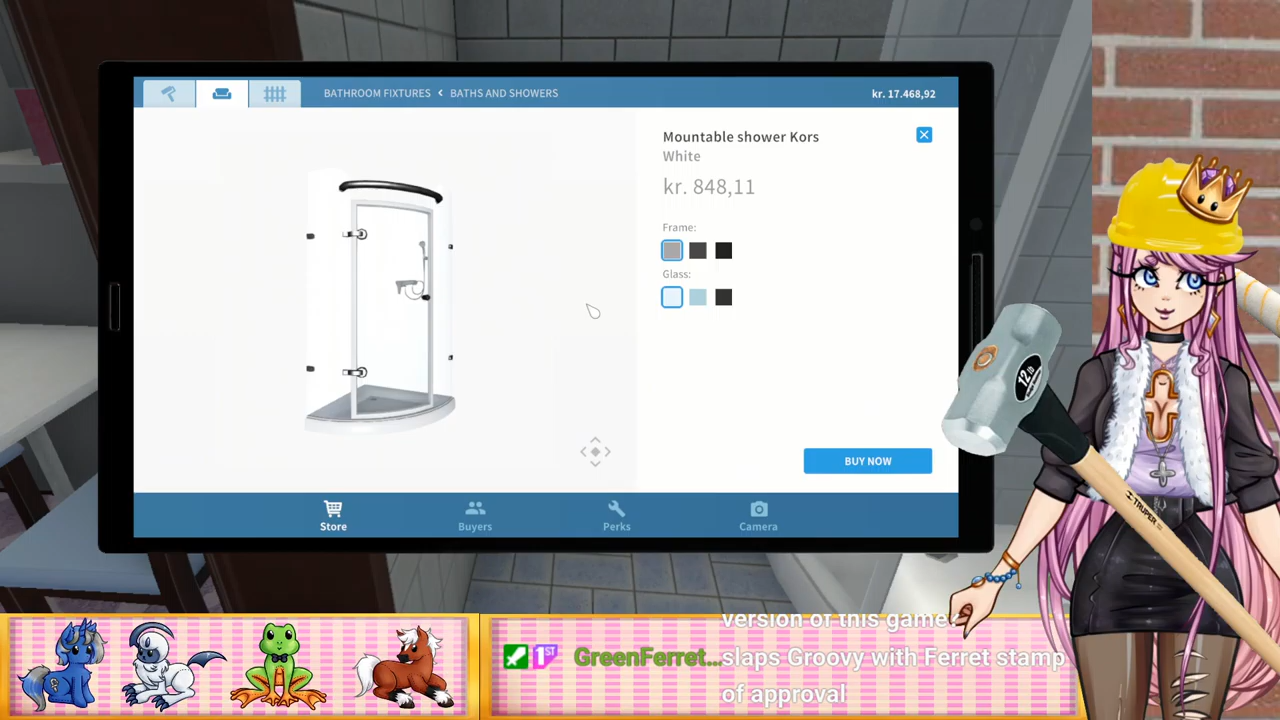 BATHROOM FIXTURES < BATHS AND SHOWERS
kr. 17.468,92
Mountable shower Kors
White
kr. 848,11
Frame:
Glass:
BUY NOW
Store
Buyers
Perks
Camera
12 lb
TRUPER
version of this game
1ST GreenFerret... slaps Groovy with Ferret stamp
of approval